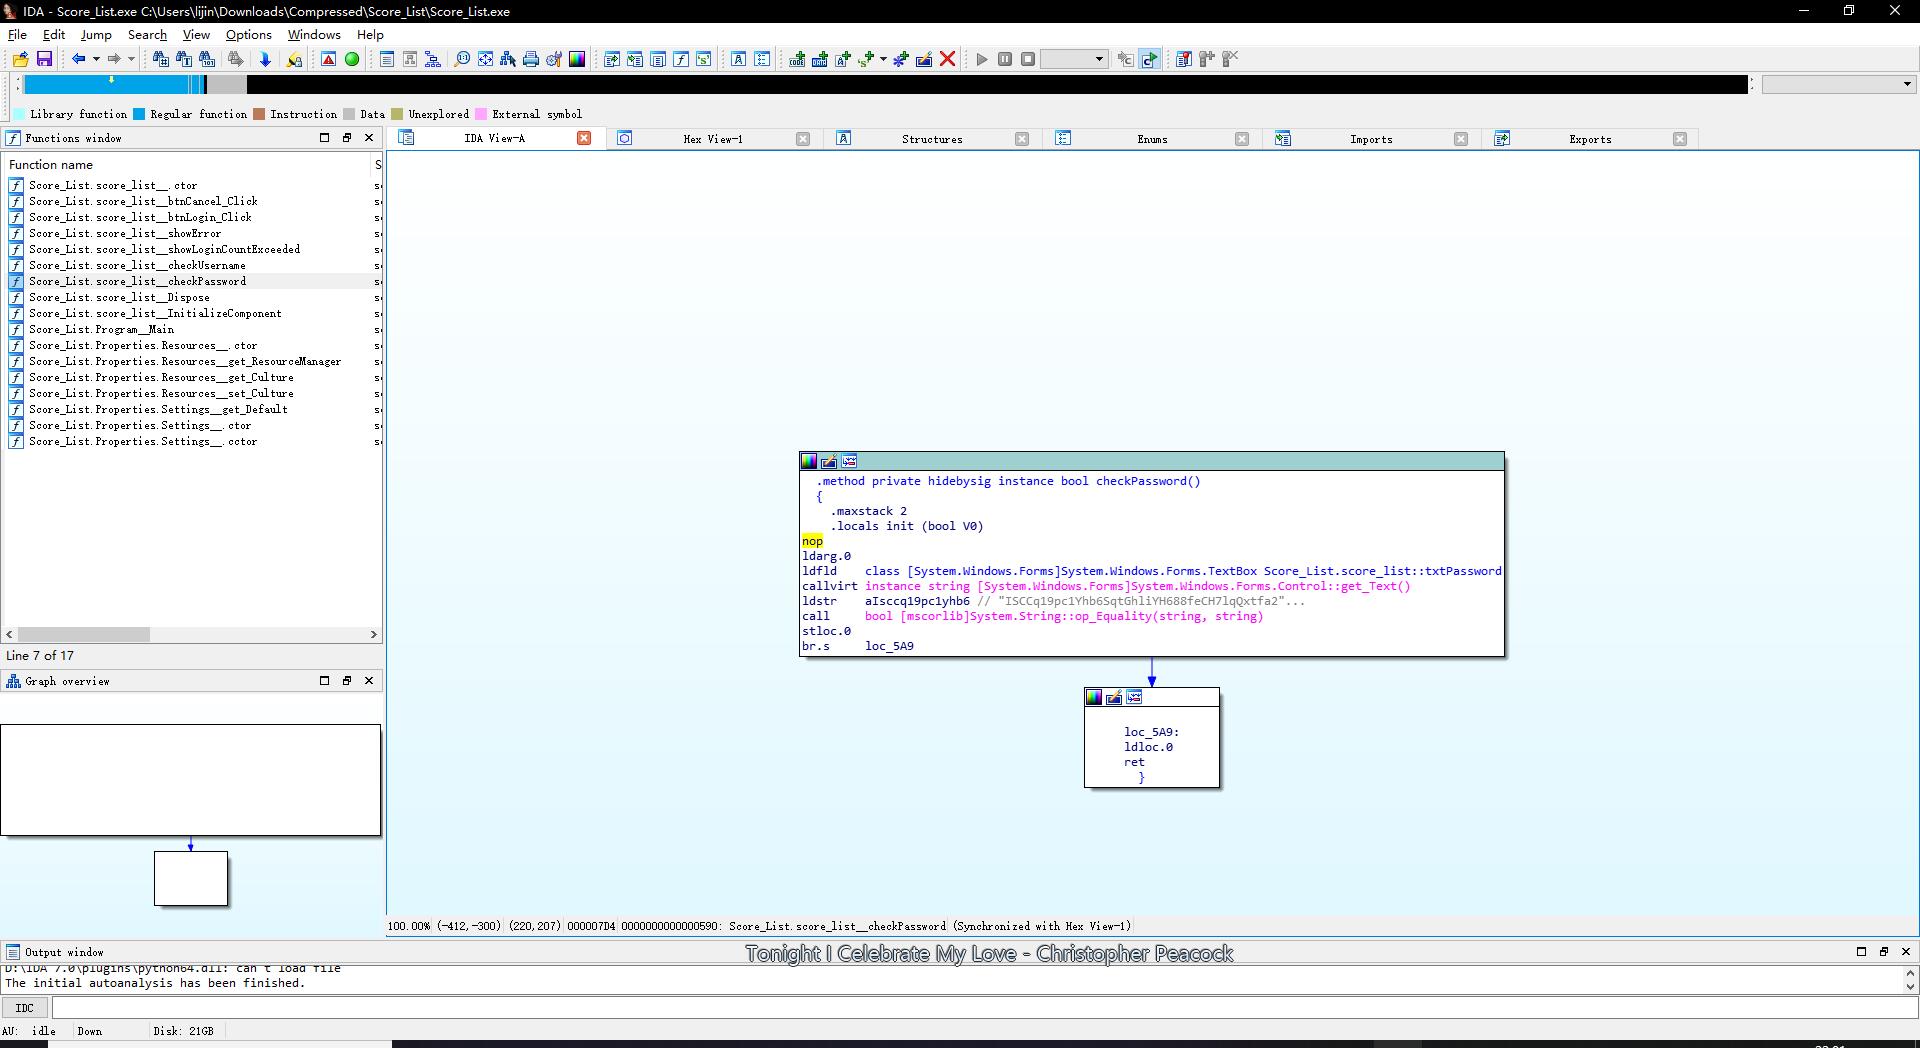 IDA - Score_List.exe C:\Users\lijin\Downloads\Compressed\Score_List\Score_List.exe
File Edit Jump Search View Options Windows Help
Library function Regular function Instruction Data Unexplored External symbol
Functions window
IDA View-A
Hex View-1
Structures
Enums
Imports
Exports
Function name
Score_List.score_list__.ctor
Score_List.score_list__btnCancel_Click
Score_List.score_list__btnLogin_Click
Score_List.score_list__showError
Score_List.score_list__showLoginCountExceeded
Score_List.score_list__checkUsername
Score_List.score_list__checkPassword
Score_List.score_list__Dispose
Score_List.score_list__InitializeComponent
Score_List.Program__Main
Score_List.Properties.Resources__.ctor
Score_List.Properties.Resources__get_ResourceManager
Score_List.Properties.Resources__get_Culture
Score_List.Properties.Resources__set_Culture
Score_List.Properties.Settings__get_Default
Score_List.Properties.Settings__.ctor
Score_List.Properties.Settings__.cctor
Line 7 of 17
Graph overview
.method private hidebysig instance bool checkPassword()
{
.maxstack 2
.locals init (bool V0)
nop
ldarg.0
ldfld class [System.Windows.Forms]System.Windows.Forms.TextBox Score_List.score_list::txtPassword
callvirt instance string [System.Windows.Forms]System.Windows.Forms.Control::get_Text()
ldstr aIsccq19pc1yhb6 // "ISCCq19pc1Yhb6SqtGhliYH688feCH7lqQxtfa2"...
call bool [mscorlib]System.String::op_Equality(string, string)
stloc.0
br.s loc_5A9
loc_5A9:
ldloc.0
ret
}
100.00% (-412,-300) (220,207) 000007D4 0000000000000590: Score_List.score_list__checkPassword (Synchronized with Hex View-1)
Output window
Tonight I Celebrate My Love - Christopher Peacock
D:\IDA 7.0\plugins\python64.dll: can't load file
The initial autoanalysis has been finished.
IDC
AU: idle Down Disk: 21GB